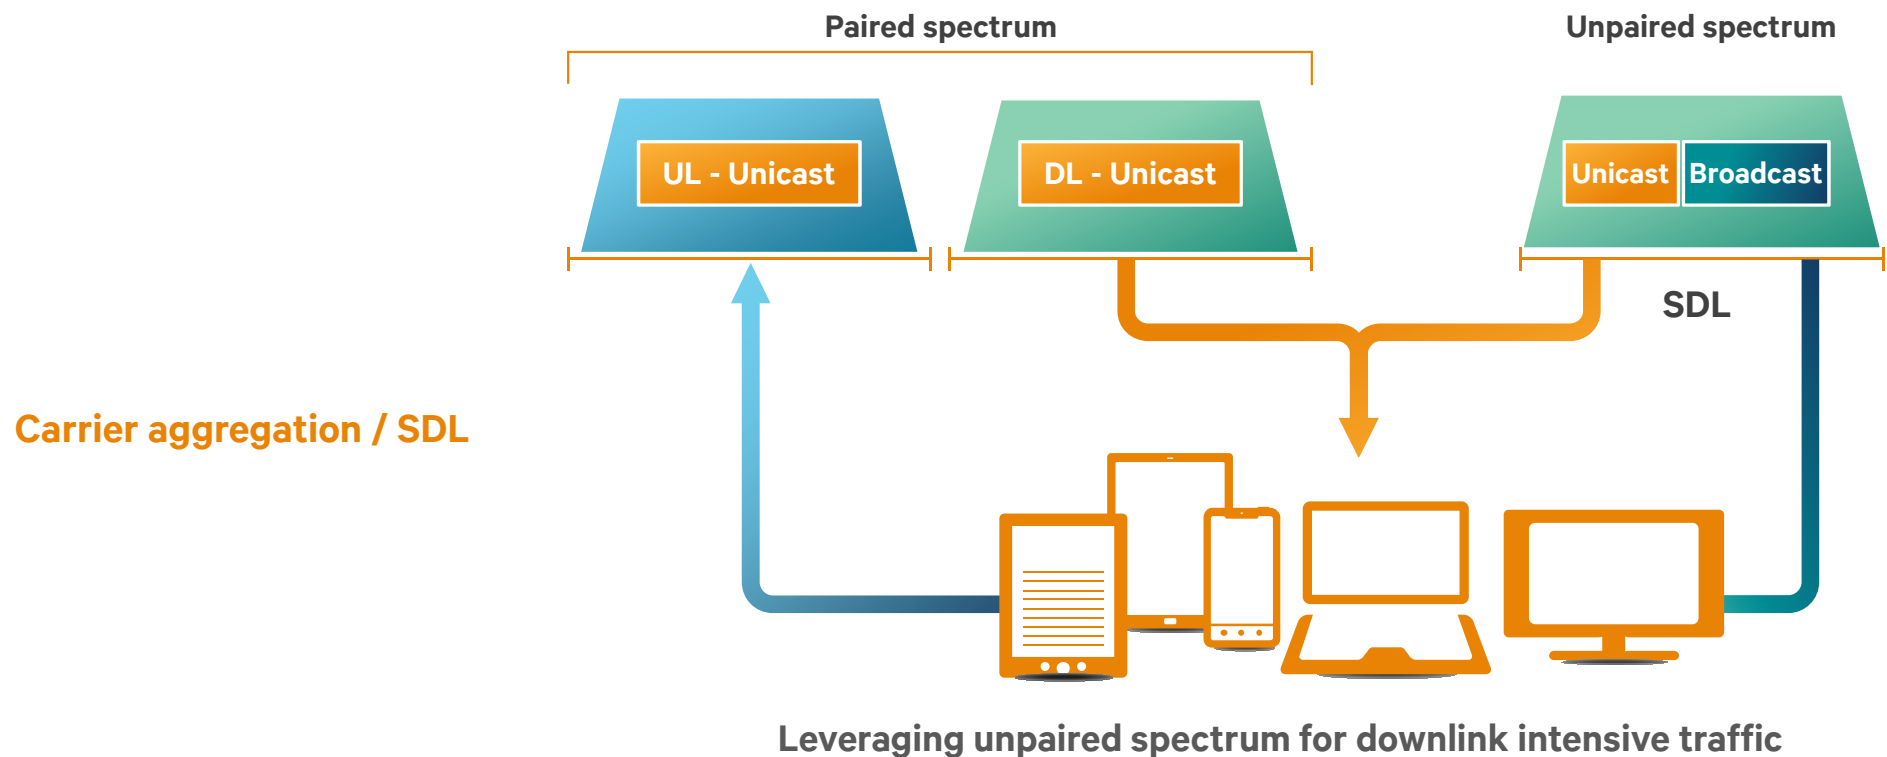 Paired spectrum
Unpaired spectrum
UL - Unicast
DL - Unicast
Unicast
Broadcast
SDL
Carrier aggregation / SDL
Leveraging unpaired spectrum for downlink intensive traffic